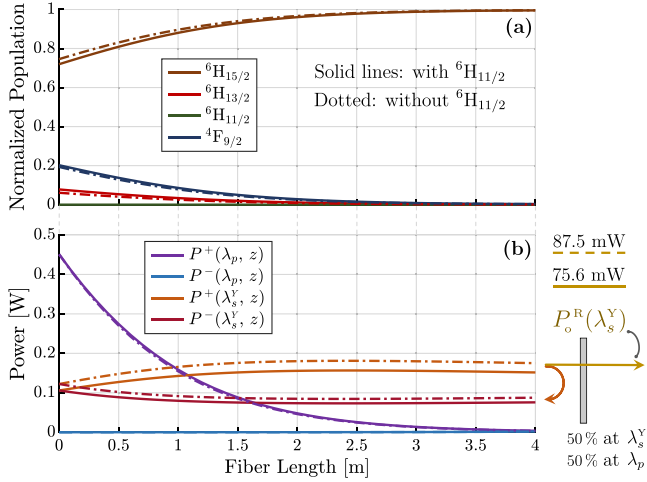 (a)
Normalized Population
1
0.8
0.6
0.4
0.2
0
⁶H₁₅/₂
⁶H₁₃/₂
⁶H₁₁/₂
⁴F₉/₂
Solid lines: with ⁶H₁₁/₂
Dotted: without ⁶H₁₁/₂
(b)
Power [W]
0.5
0.4
0.3
0.2
0.1
0
P⁺(λₚ, z)
P⁻(λₚ, z)
P⁺(λₛʸ, z)
P⁻(λₛʸ, z)
0 0.5 1 1.5 2 2.5 3 3.5 4
Fiber Length [m]
87.5 mW
75.6 mW
Pₒᴿ(λₛʸ)
50 % at λₛʸ
50 % at λₚ